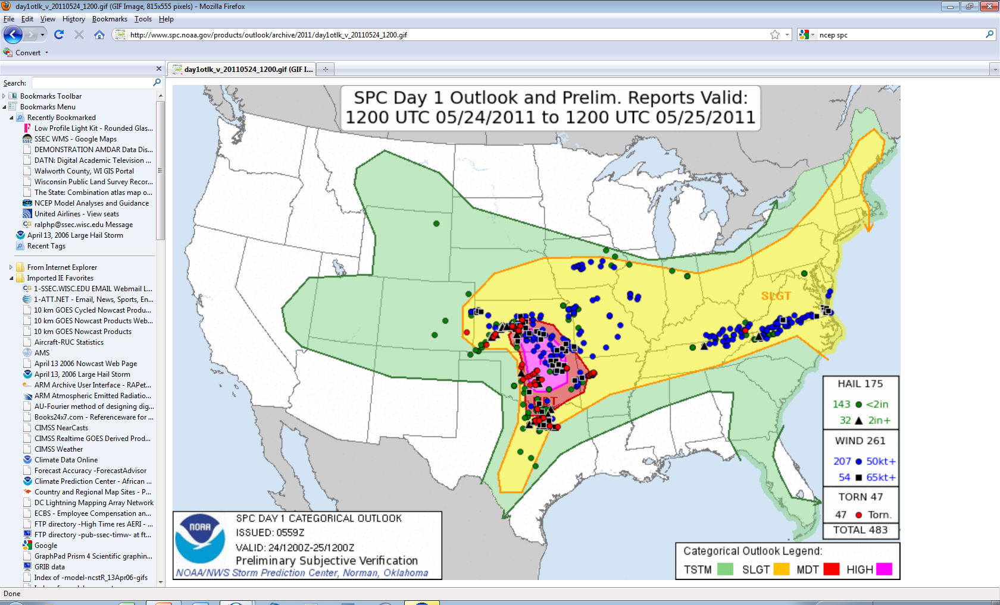 day1otlk_v_20110524_1200.gif (GIF Image, 815x555 pixels) - Mozilla Firefox
File Edit View History Bookmarks Tools Help
http://www.spc.noaa.gov/products/outlook/archive/2011/day1otlk_v_20110524_1200.gif
ncep spc
Convert
day1otlk_v_20110524_1200.gif (GIF I...
Search:
Bookmarks Toolbar
Bookmarks Menu
Recently Bookmarked
Low Profile Light Kit - Rounded Glas...
SSEC WMS - Google Maps
DEMONSTRATION AMDAR Data Dis...
DATN: Digital Academic Television ...
Walworth County, WI GIS Portal
Wisconsin Public Land Survey Recor...
The State: Combination atlas map o...
NCEP Model Analyses and Guidance
United Airlines - View seats
ralphp@ssec.wisc.edu Message
April 13, 2006 Large Hail Storm
Recent Tags
From Internet Explorer
Imported IE Favorites
1-SSEC.WISC.EDU EMAIL Webmail L...
1-ATT.NET - Email, News, Sports, En...
10 km GOES Cycled Nowcast Produ...
10 km GOES Nowcast Products Web...
10 km GOES Nowcast Products
Aircraft-RUC Statistics
AMS
April 13 2006 Nowcast Web Page
April 13, 2006 Large Hail Storm
ARM Archive User Interface - RAPet...
ARM Atmospheric Emitted Radiatio...
AU-Fourier method of designing dig...
Books24x7.com - Referenceware for ...
CIMSS NearCasts
CIMSS Realtime GOES Derived Prod...
CIMSS Weather
Climate Data Online
Forecast Accuracy -ForecastAdvisor
Climate Prediction Center - African ...
Country and Regional Map Sites - P...
DC Lightning Mapping Array Network
ECBS - Employee Compensation an...
FTP directory -High Time res AERI - ...
FTP directory -pub-ssec-timw- at ft...
Google
GraphPad Prism 4 Scientific graphin...
GRIB data
Index of -model-ncstR_13Apr06-gifs
SPC Day 1 Outlook and Prelim. Reports Valid:
1200 UTC 05/24/2011 to 1200 UTC 05/25/2011
SLGT
HAIL 175
143 <2in
32 2in+
WIND 261
207 50kt+
54 65kt+
TORN 47
47 Torn.
TOTAL 483
NOAA
SPC DAY 1 CATEGORICAL OUTLOOK
ISSUED: 0559Z
VALID: 24/1200Z-25/1200Z
Preliminary Subjective Verification
NOAA/NWS Storm Prediction Center, Norman, Oklahoma
Categorical Outlook Legend:
TSTM SLGT MDT HIGH
Done